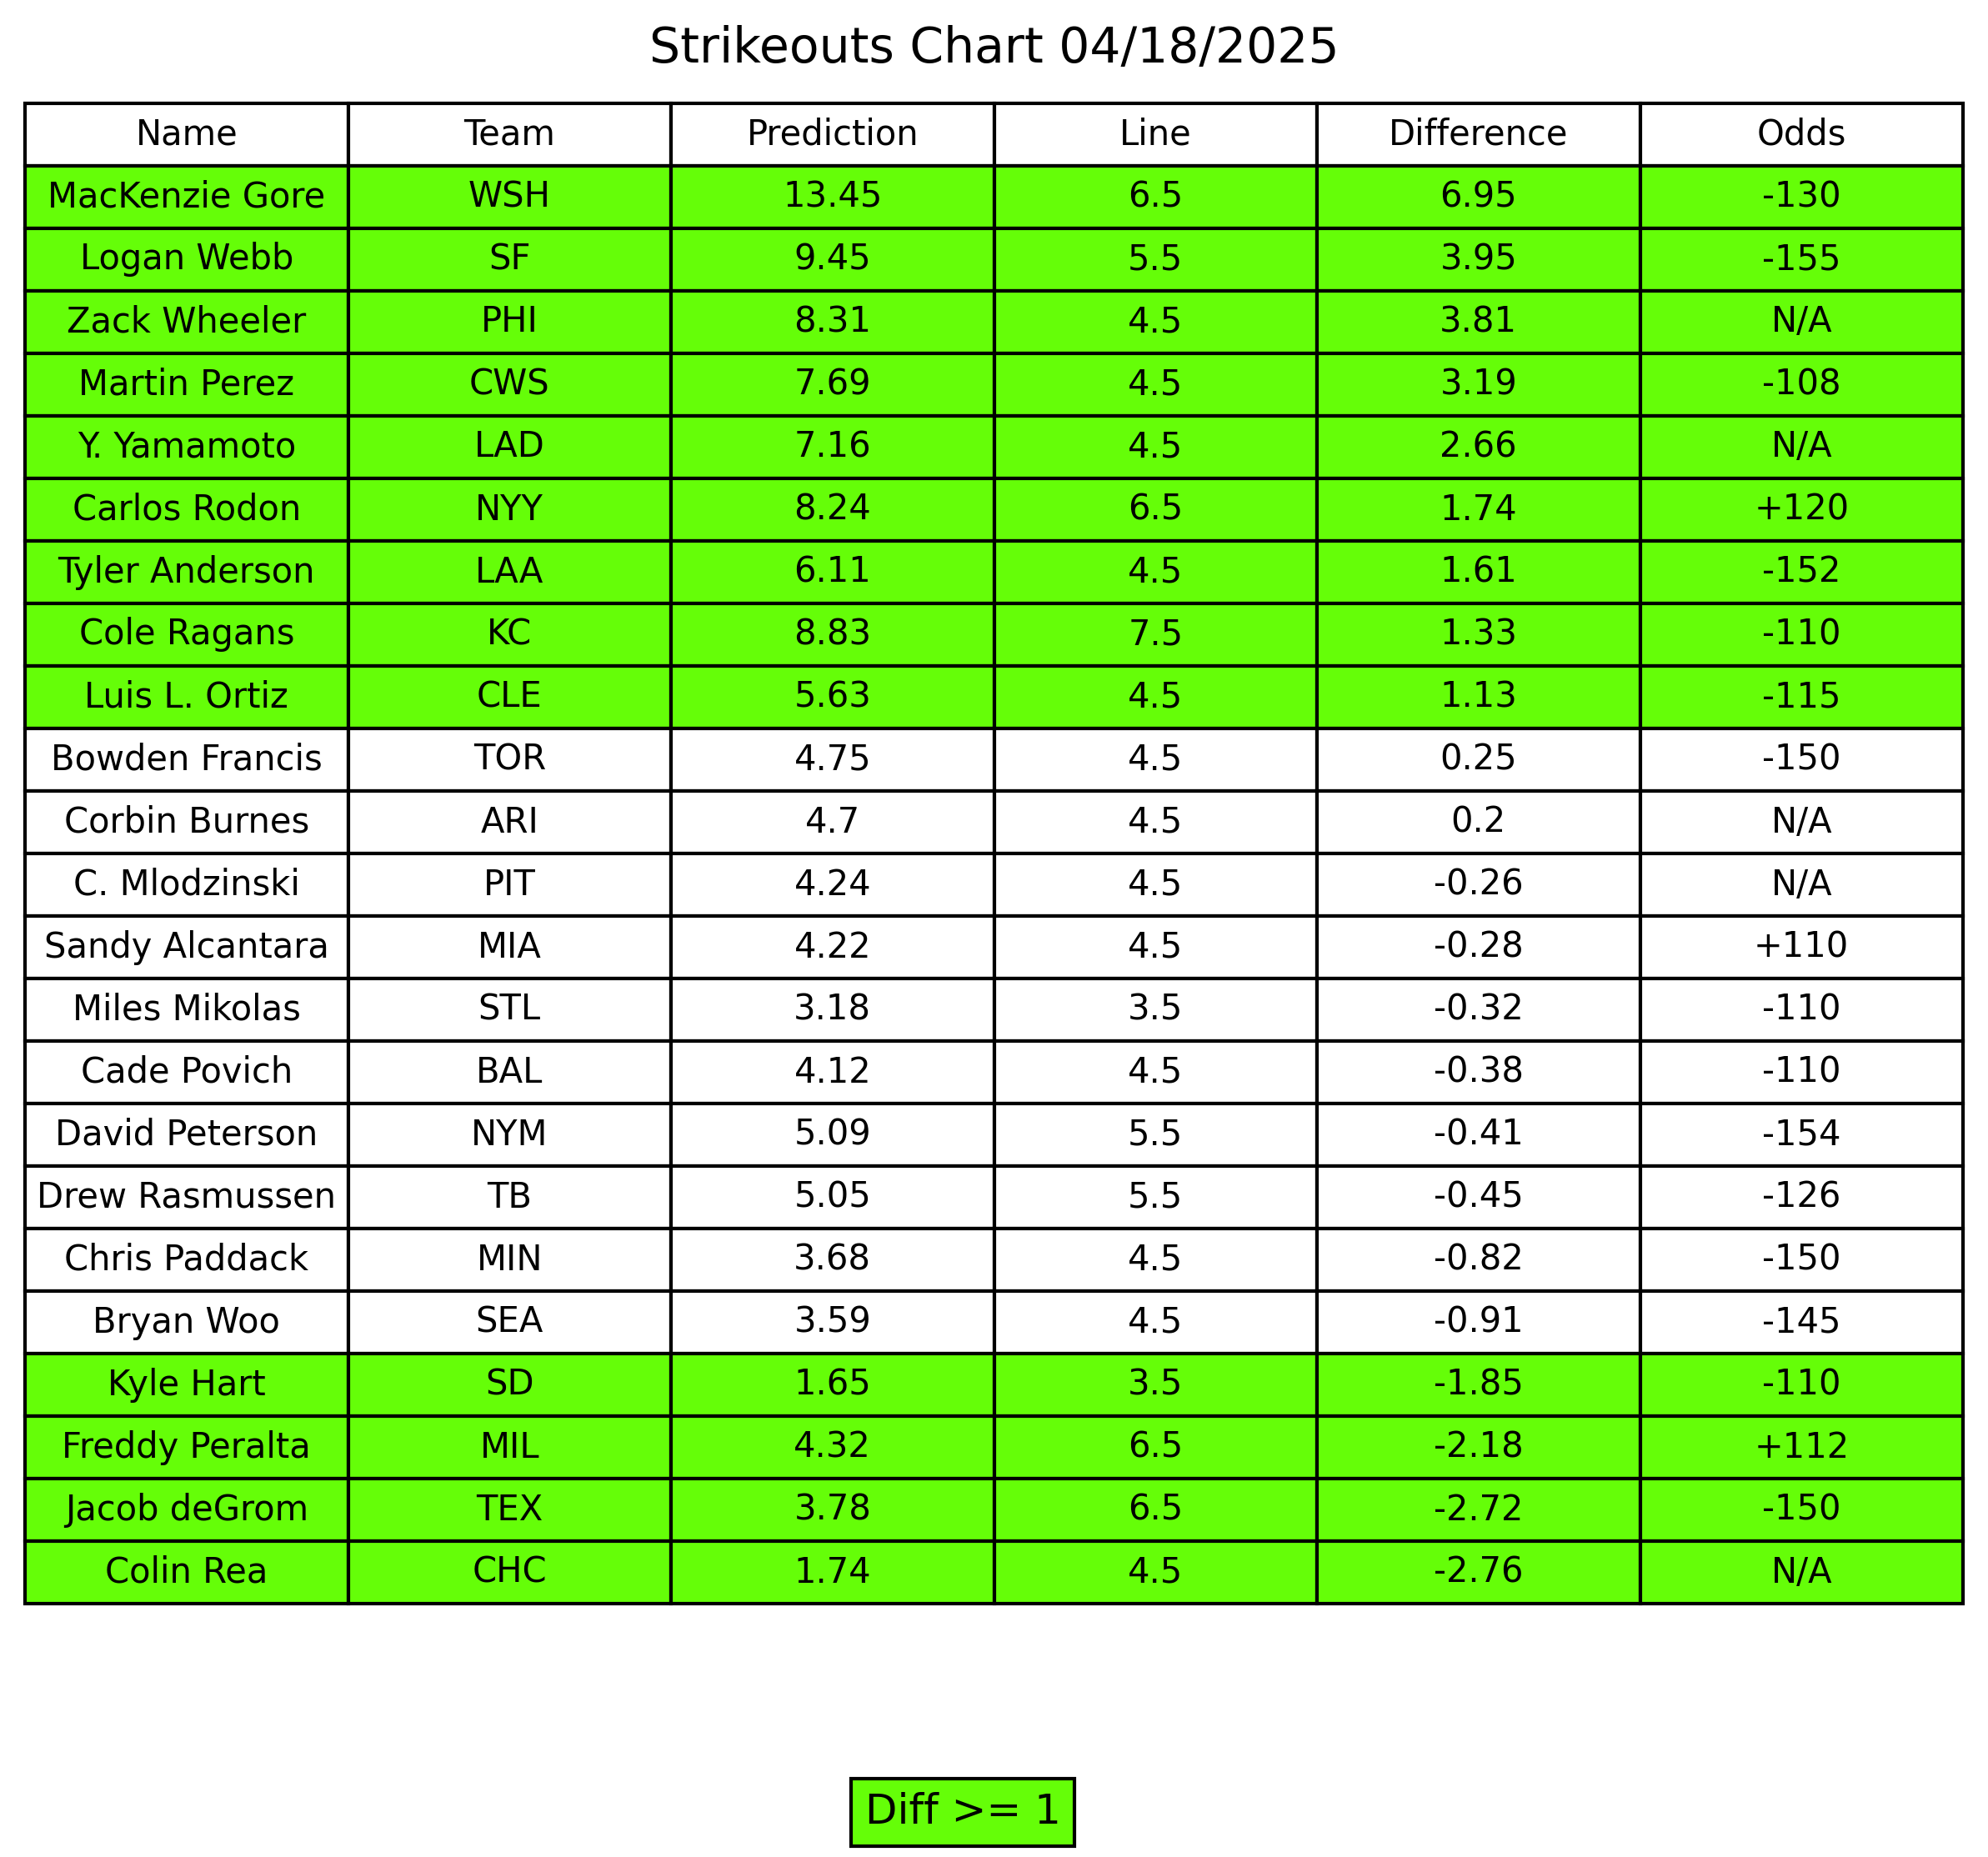 Strikeouts Chart 04/18/2025
Name Team Prediction Line Difference Odds
MacKenzie Gore WSH 13.45 6.5 6.95 -130
Logan Webb SF 9.45 5.5 3.95 -155
Zack Wheeler PHI 8.31 4.5 3.81 N/A
Martin Perez CWS 7.69 4.5 3.19 -108
Y. Yamamoto LAD 7.16 4.5 2.66 N/A
Carlos Rodon NYY 8.24 6.5 1.74 +120
Tyler Anderson LAA 6.11 4.5 1.61 -152
Cole Ragans KC 8.83 7.5 1.33 -110
Luis L. Ortiz CLE 5.63 4.5 1.13 -115
Bowden Francis TOR 4.75 4.5 0.25 -150
Corbin Burnes ARI 4.7 4.5 0.2 N/A
C. Mlodzinski PIT 4.24 4.5 -0.26 N/A
Sandy Alcantara MIA 4.22 4.5 -0.28 +110
Miles Mikolas STL 3.18 3.5 -0.32 -110
Cade Povich BAL 4.12 4.5 -0.38 -110
David Peterson NYM 5.09 5.5 -0.41 -154
Drew Rasmussen TB 5.05 5.5 -0.45 -126
Chris Paddack MIN 3.68 4.5 -0.82 -150
Bryan Woo SEA 3.59 4.5 -0.91 -145
Kyle Hart SD 1.65 3.5 -1.85 -110
Freddy Peralta MIL 4.32 6.5 -2.18 +112
Jacob deGrom TEX 3.78 6.5 -2.72 -150
Colin Rea CHC 1.74 4.5 -2.76 N/A
Diff >= 1